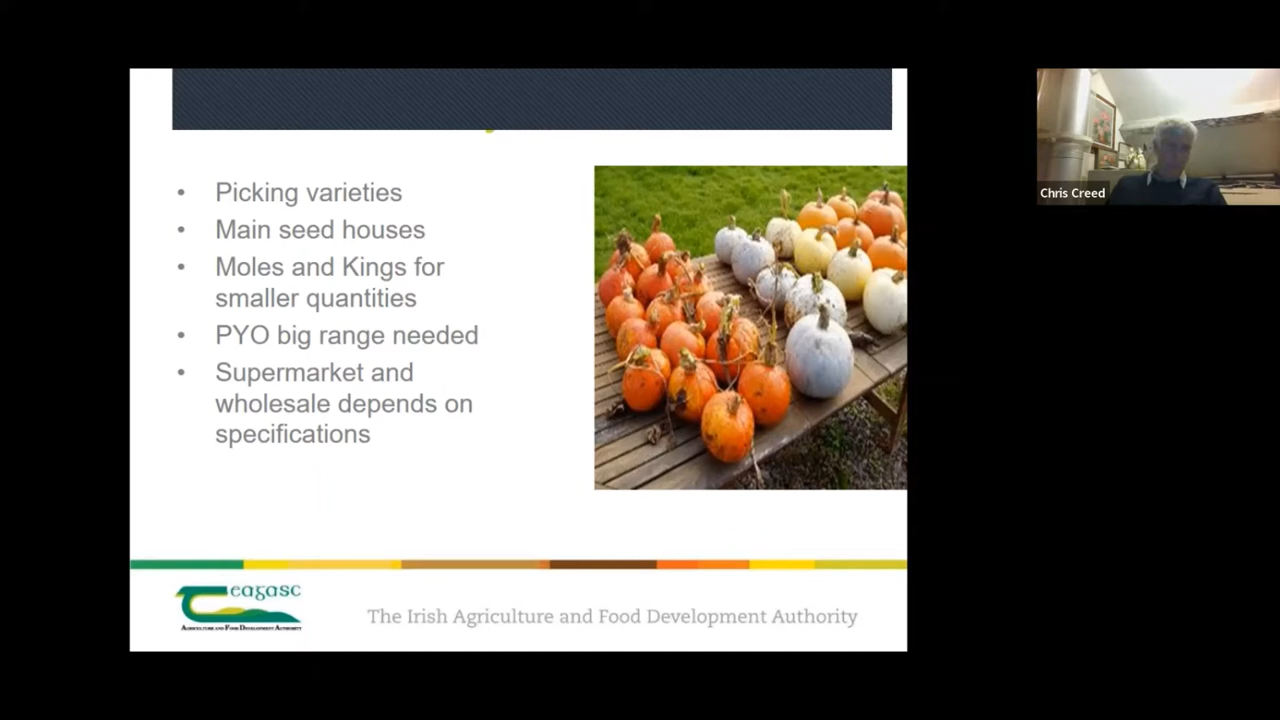 • Picking varieties
• Main seed houses
• Moles and Kings for
smaller quantities
• PYO big range needed
• Supermarket and
wholesale depends on
specifications
Chris Creed
eagasc
AGRICULTURE AND FOOD DEVELOPMENT AUTHORITY
The Irish Agriculture and Food Development Authority